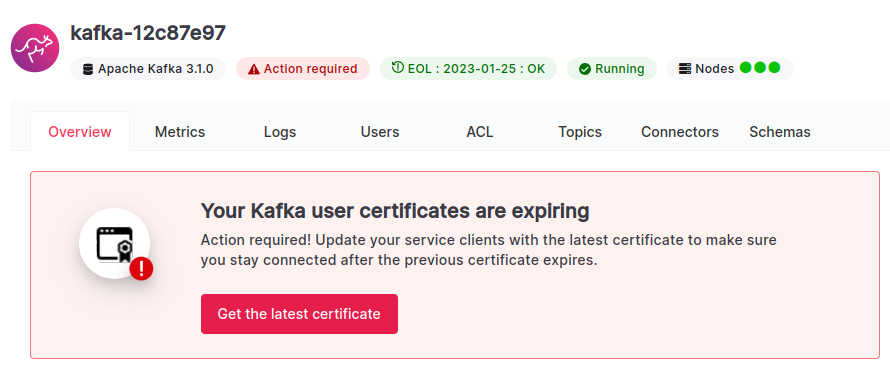 kafka-12c87e97
Apache Kafka 3.1.0 Action required EOL : 2023-01-25 : OK Running Nodes
Overview Metrics Logs Users ACL Topics Connectors Schemas
Your Kafka user certificates are expiring
Action required! Update your service clients with the latest certificate to make sure
you stay connected after the previous certificate expires.
Get the latest certificate